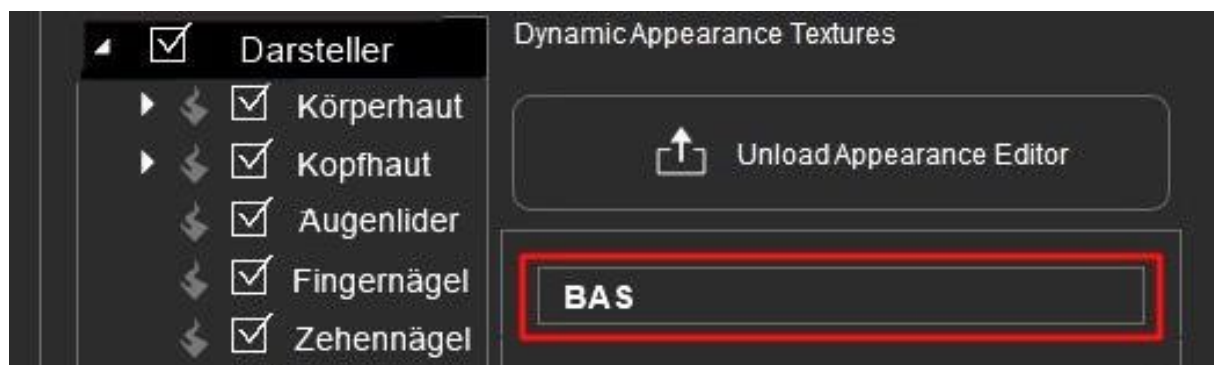 Darsteller
Körperhaut
Kopfhaut
Augenlider
Fingernägel
Zehennägel
Dynamic Appearance Textures
Unload Appearance Editor
BAS